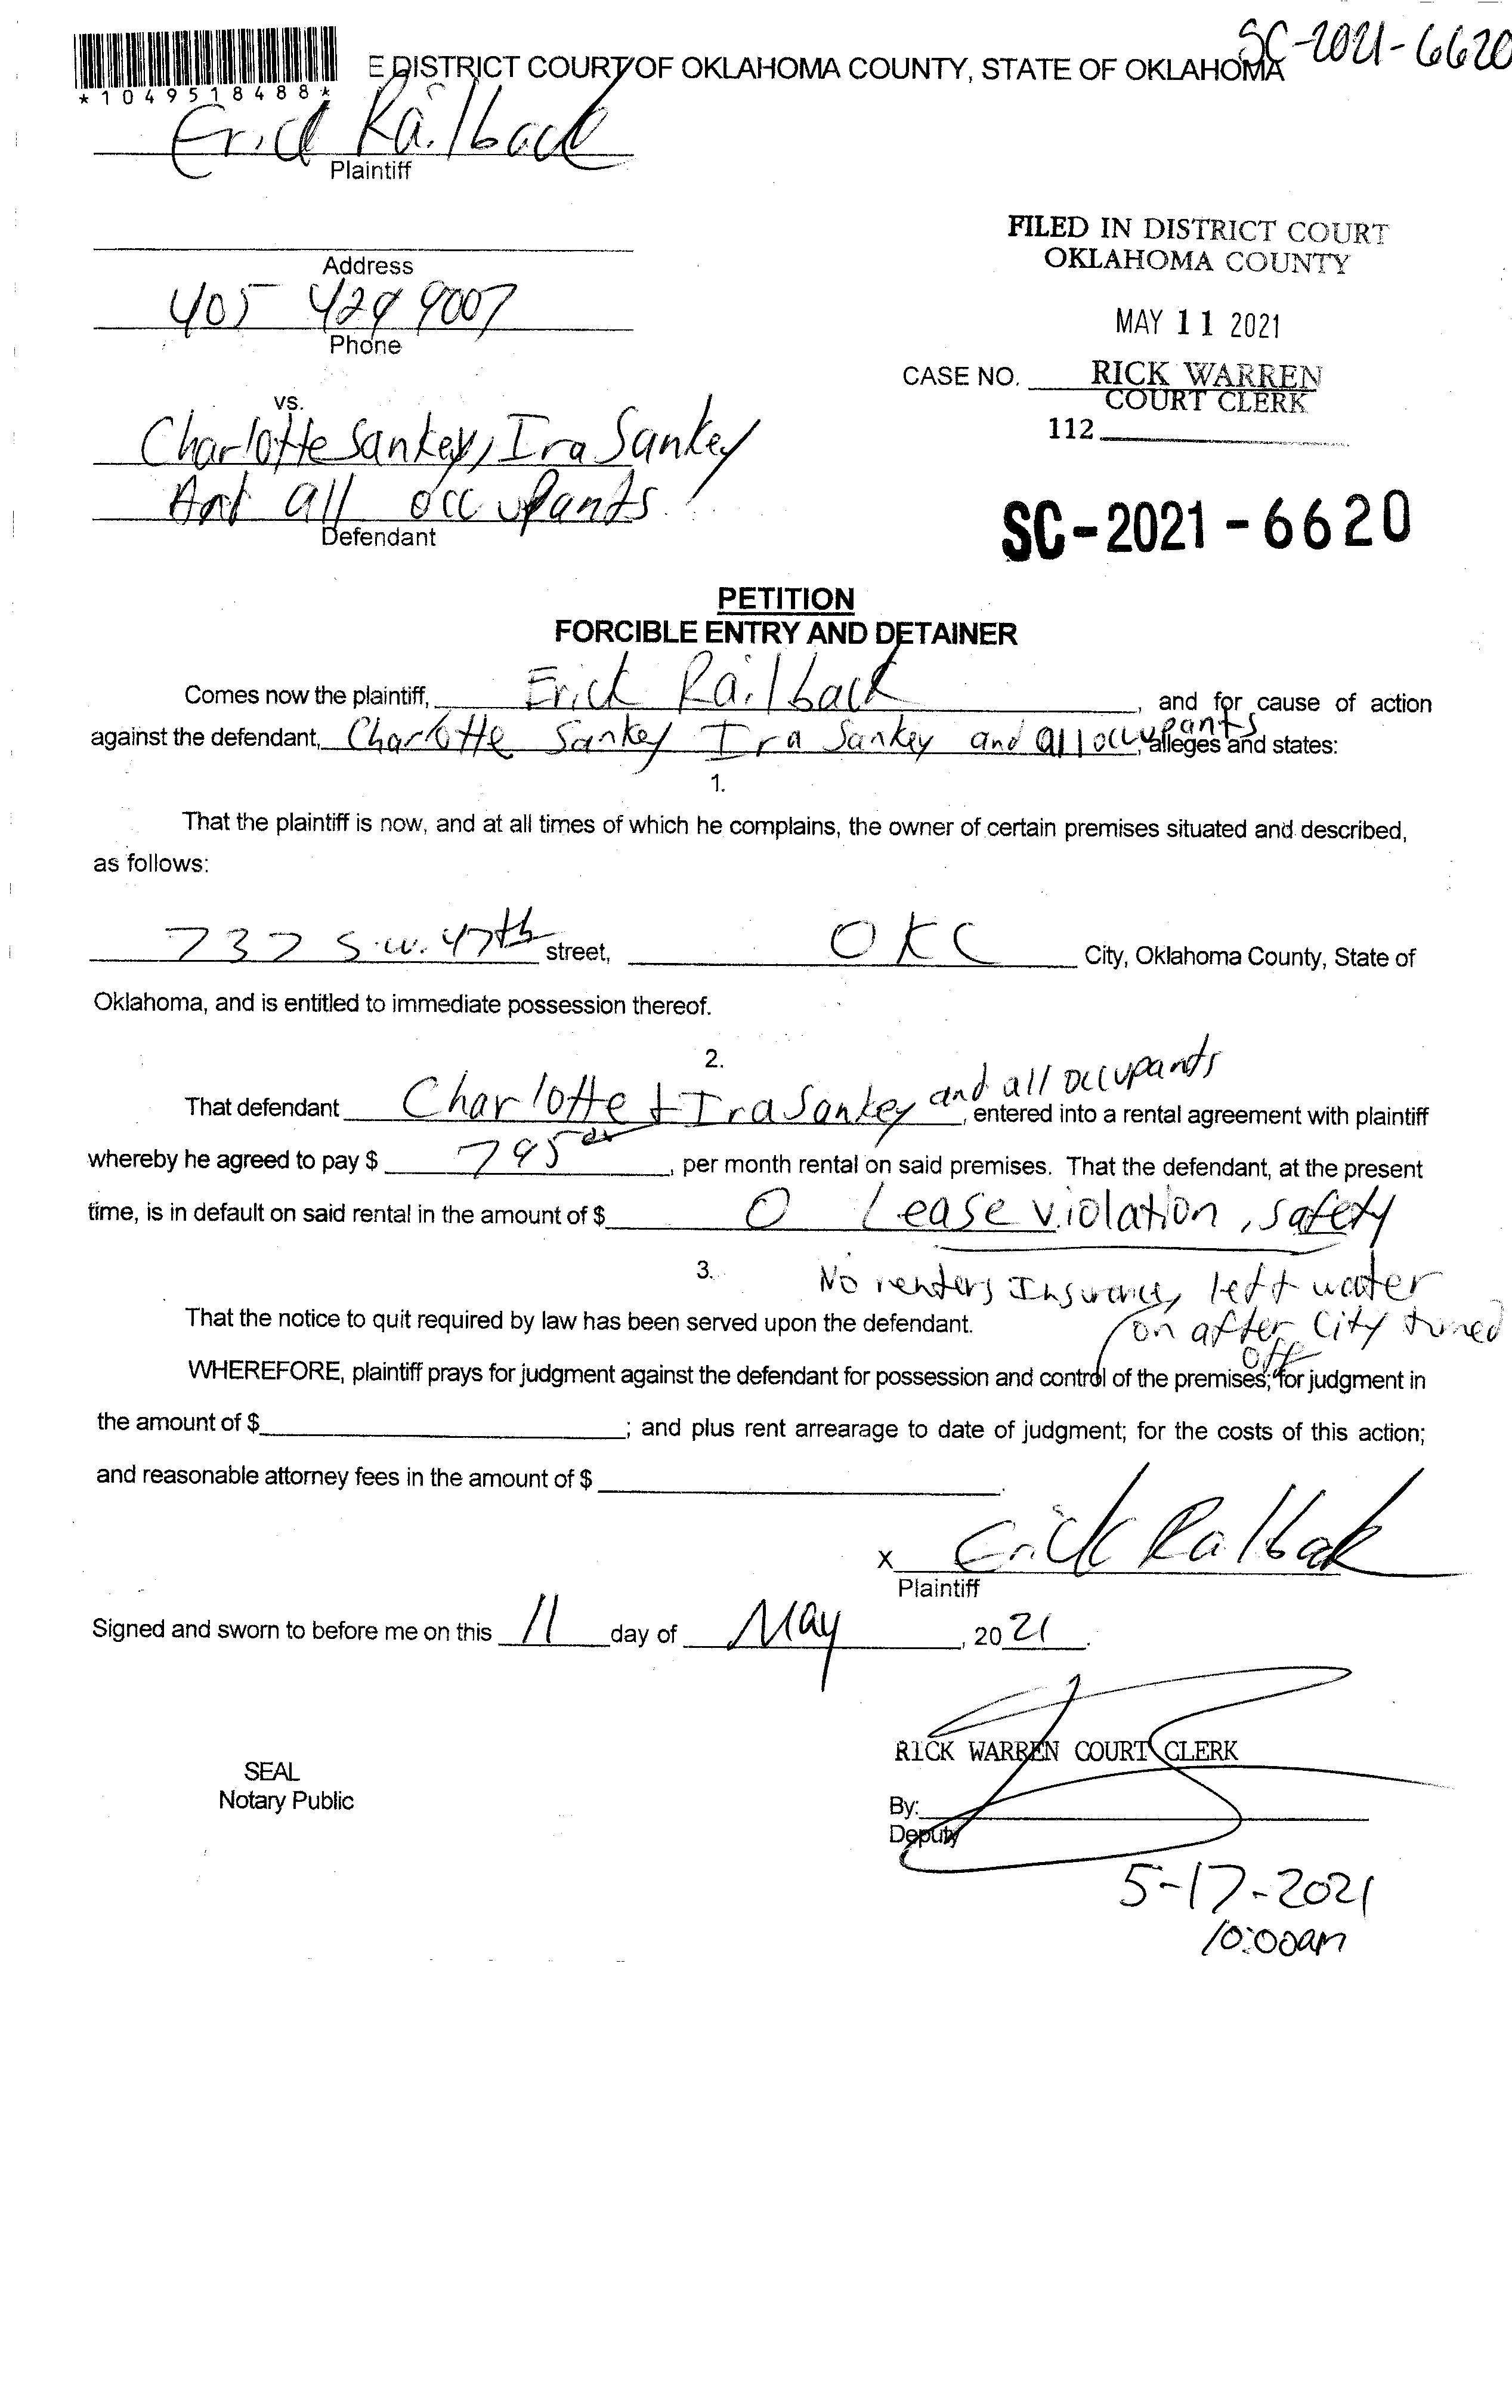 SC-2021-6620
E DISTRICT COURT OF OKLAHOMA COUNTY, STATE OF OKLAHOMA
*1049518488*
Erick Railback
Plaintiff
FILED IN DISTRICT COURT
OKLAHOMA COUNTY
Address
MAY 11 2021
405 429 9007
Phone
CASE NO. RICK WARREN
COURT CLERK
vs.
112
Charlotte Sankey, Ira Sankey
And all occupants
Defendant
SC-2021-6620
PETITION
FORCIBLE ENTRY AND DETAINER
Comes now the plaintiff, Erick Railback, and for cause of action
against the defendant, Charlotte Sankey Ira Sankey and all occupants, alleges and states:
1.
That the plaintiff is now, and at all times of which he complains, the owner of certain premises situated and described,
as follows:
737 S.W. 47th street, OKC City, Oklahoma County, State of
Oklahoma, and is entitled to immediate possession thereof.
2.
That defendant Charlotte + Ira Sankey and all occupants, entered into a rental agreement with plaintiff
whereby he agreed to pay $ 795 00, per month rental on said premises. That the defendant, at the present
time, is in default on said rental in the amount of $ 0 Lease violation, safety
3.
No renters Insurance, left water
on after City turned
off
That the notice to quit required by law has been served upon the defendant.
WHEREFORE, plaintiff prays for judgment against the defendant for possession and control of the premises; for judgment in
the amount of $ ; and plus rent arrearage to date of judgment; for the costs of this action;
and reasonable attorney fees in the amount of $ .
X Erick Railback
Plaintiff
Signed and sworn to before me on this 11 day of May, 2021.
RICK WARREN COURT CLERK
SEAL
Notary Public
By:
Deputy
5-17-2021
10:00am